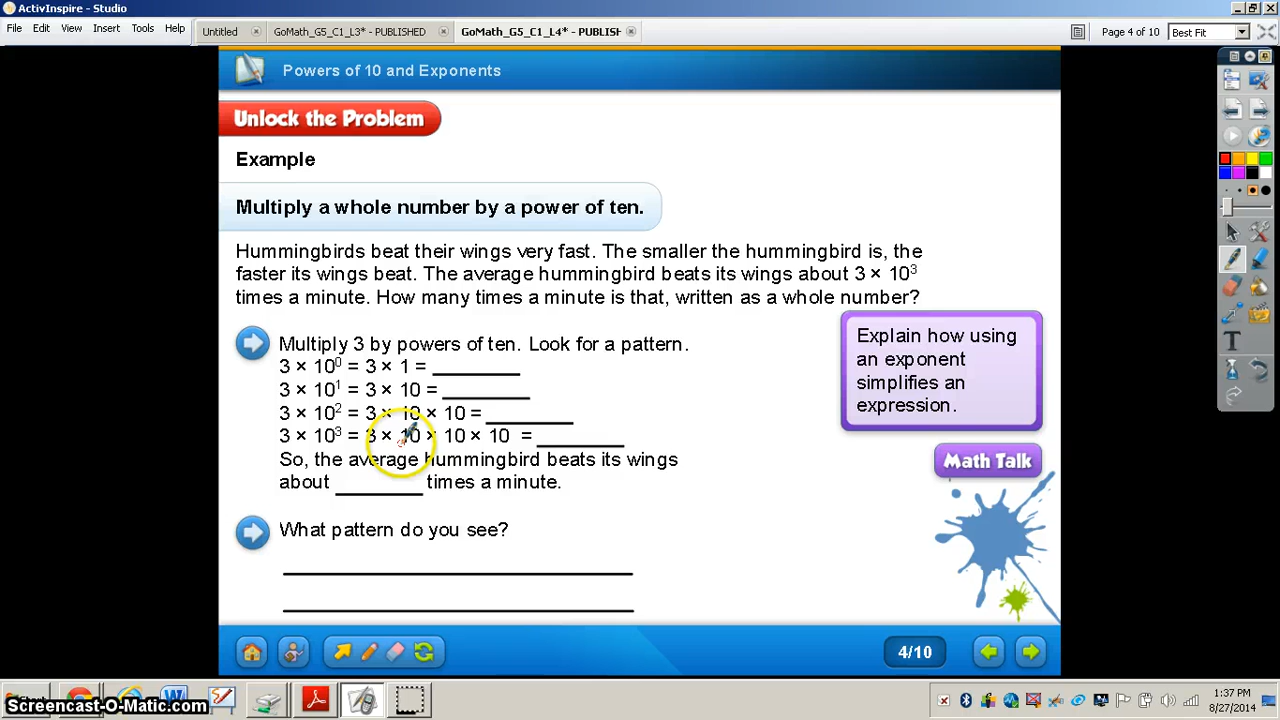 ActivInspire - Studio
File Edit View Insert Tools Help
Untitled
GoMath_G5_C1_L3* - PUBLISHED
GoMath_G5_C1_L4* - PUBLISH
Page 4 of 10
Best Fit
Powers of 10 and Exponents
Unlock the Problem
Example
Multiply a whole number by a power of ten.
Hummingbirds beat their wings very fast. The smaller the hummingbird is, the
faster its wings beat. The average hummingbird beats its wings about 3 × 10³
times a minute. How many times a minute is that, written as a whole number?
Multiply 3 by powers of ten. Look for a pattern.
3 × 10⁰ = 3 × 1 = ________
3 × 10¹ = 3 × 10 = ________
3 × 10² = 3 × 10 × 10 = ________
3 × 10³ = 3 × 10 × 10 × 10 = ________
So, the average hummingbird beats its wings
about ________ times a minute.
What pattern do you see?
Explain how using
an exponent
simplifies an
expression.
Math Talk
4/10
Screencast-O-Matic.com
1:37 PM
8/27/2014